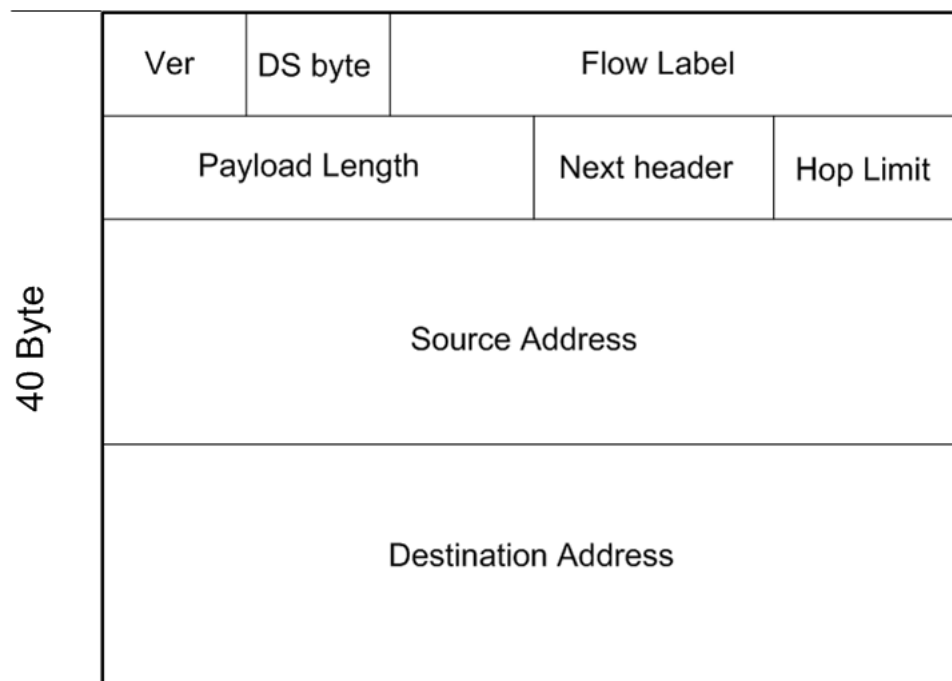 Ver
DS byte
Flow Label
Payload Length
Next header
Hop Limit
40 Byte
Source Address
Destination Address